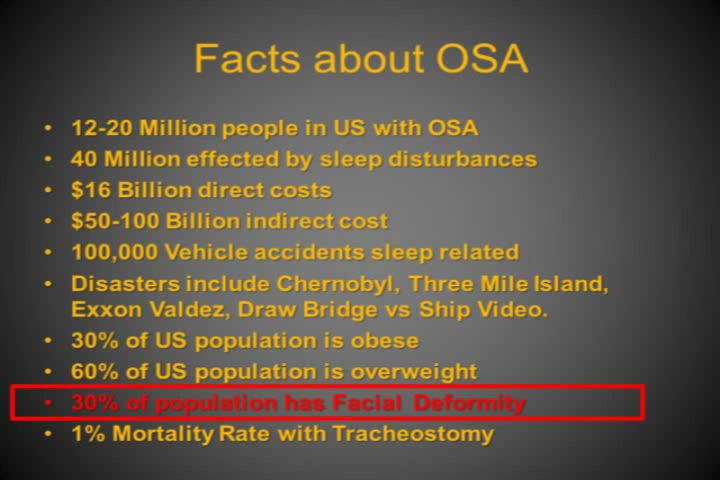 Facts about OSA
• 12-20 Million people in US with OSA
• 40 Million effected by sleep disturbances
• $16 Billion direct costs
• $50-100 Billion indirect cost
• 100,000 Vehicle accidents sleep related
• Disasters include Chernobyl, Three Mile Island,
Exxon Valdez, Draw Bridge vs Ship Video.
• 30% of US population is obese
• 60% of US population is overweight
• 30% of population has Facial Deformity
• 1% Mortality Rate with Tracheostomy